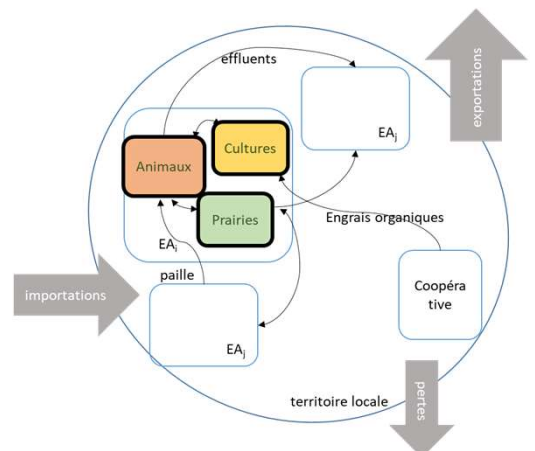 effluents
exportations
EAj
Cultures
Animaux
Prairies
Engrais organiques
EAi
paille
importations
Coopéra
tive
EAj
territoire locale
pertes